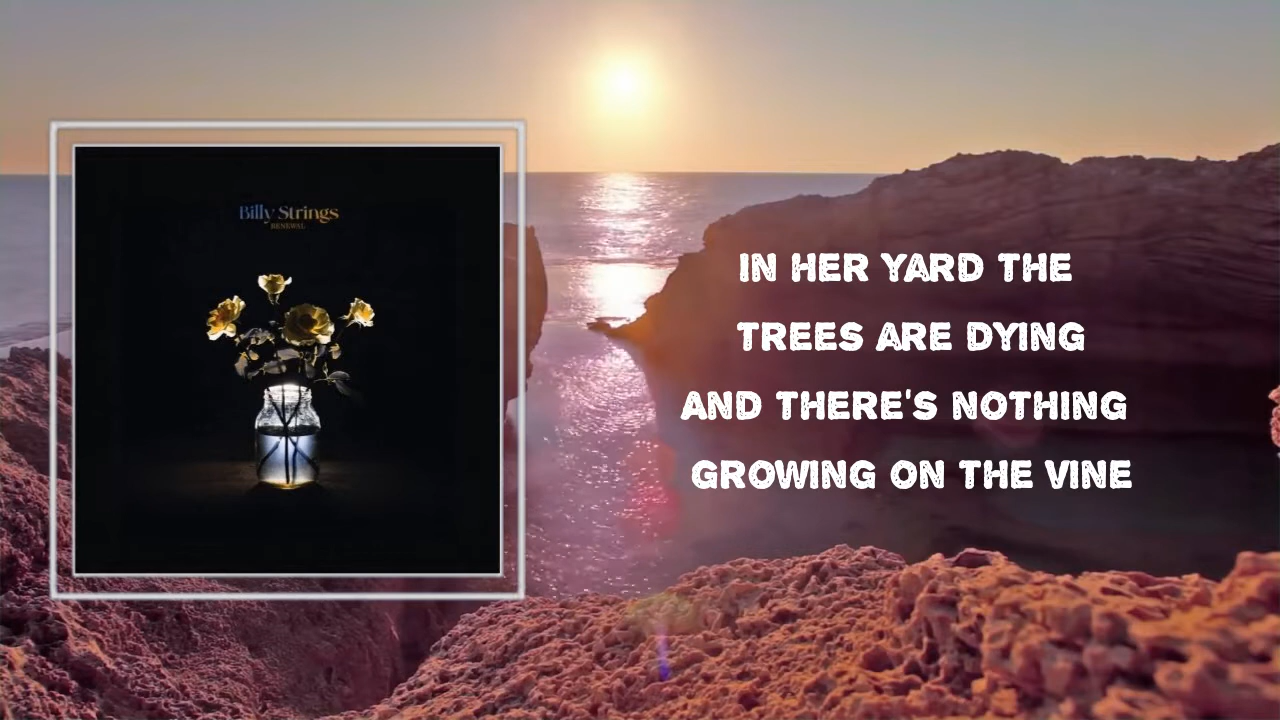 Billy Strings
RENEWAL
IN HER YARD THE
TREES ARE DYING
AND THERE'S NOTHING
GROWING ON THE VINE